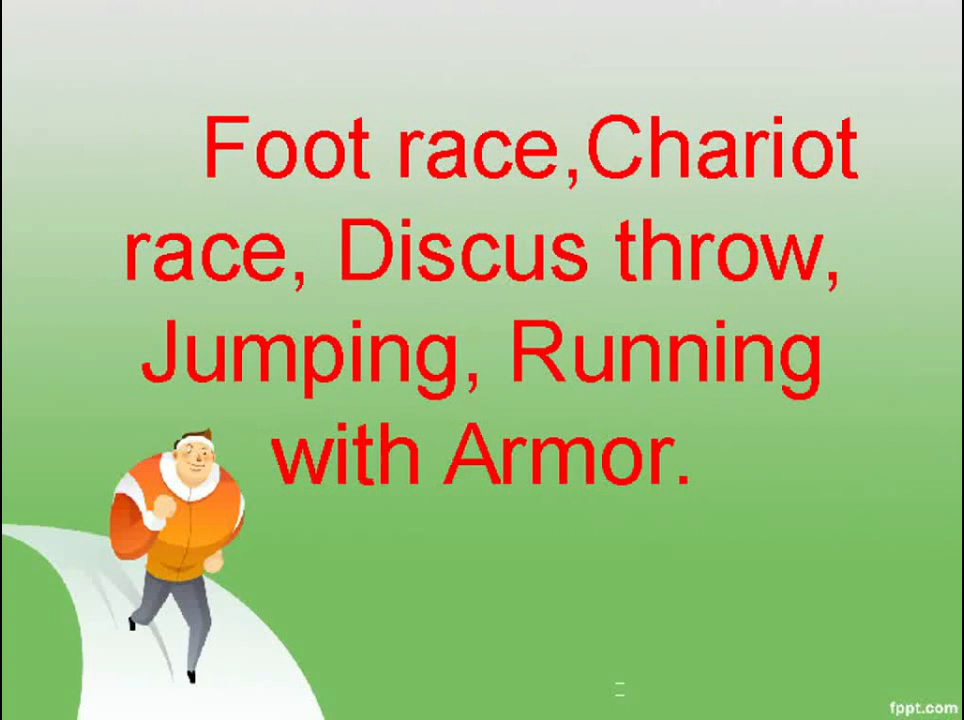 Foot race,Chariot
race, Discus throw,
Jumping, Running
with Armor.
fppt.com